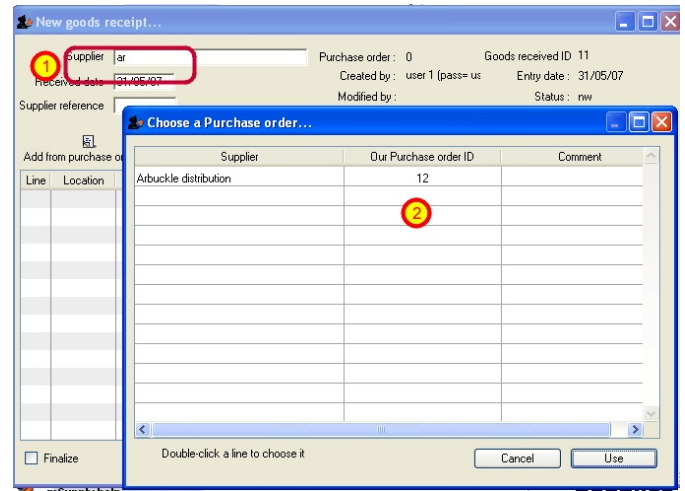 New goods receipt...
Supplier ar Purchase order : 0 Goods received ID 11
1
Received date 31/05/07 Created by : user 1 (pass= us Entry date : 31/05/07
Supplier reference Modified by : Status : nw
Choose a Purchase order...
Add from purchase or
Supplier Our Purchase order ID Comment
Line Location
Arbuckle distribution 12
2
Finalize
Double-click a line to choose it Cancel Use